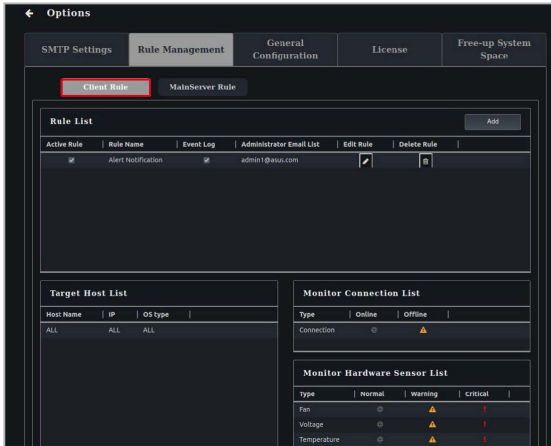 Options
SMTP Settings
Rule Management
General
Configuration
License
Free-up System
Space
Client Rule
MainServer Rule
Rule List
Add
Active Rule | Rule Name | Event Log | Administrator Email List | Edit Rule | Delete Rule |
Alert Notification admin1@asus.com
Target Host List
Host Name | IP | OS type |
ALL ALL ALL
Monitor Connection List
Type | Online | Offline |
Connection
Monitor Hardware Sensor List
Type | Normal | Warning | Critical |
Fan
Voltage
Temperature